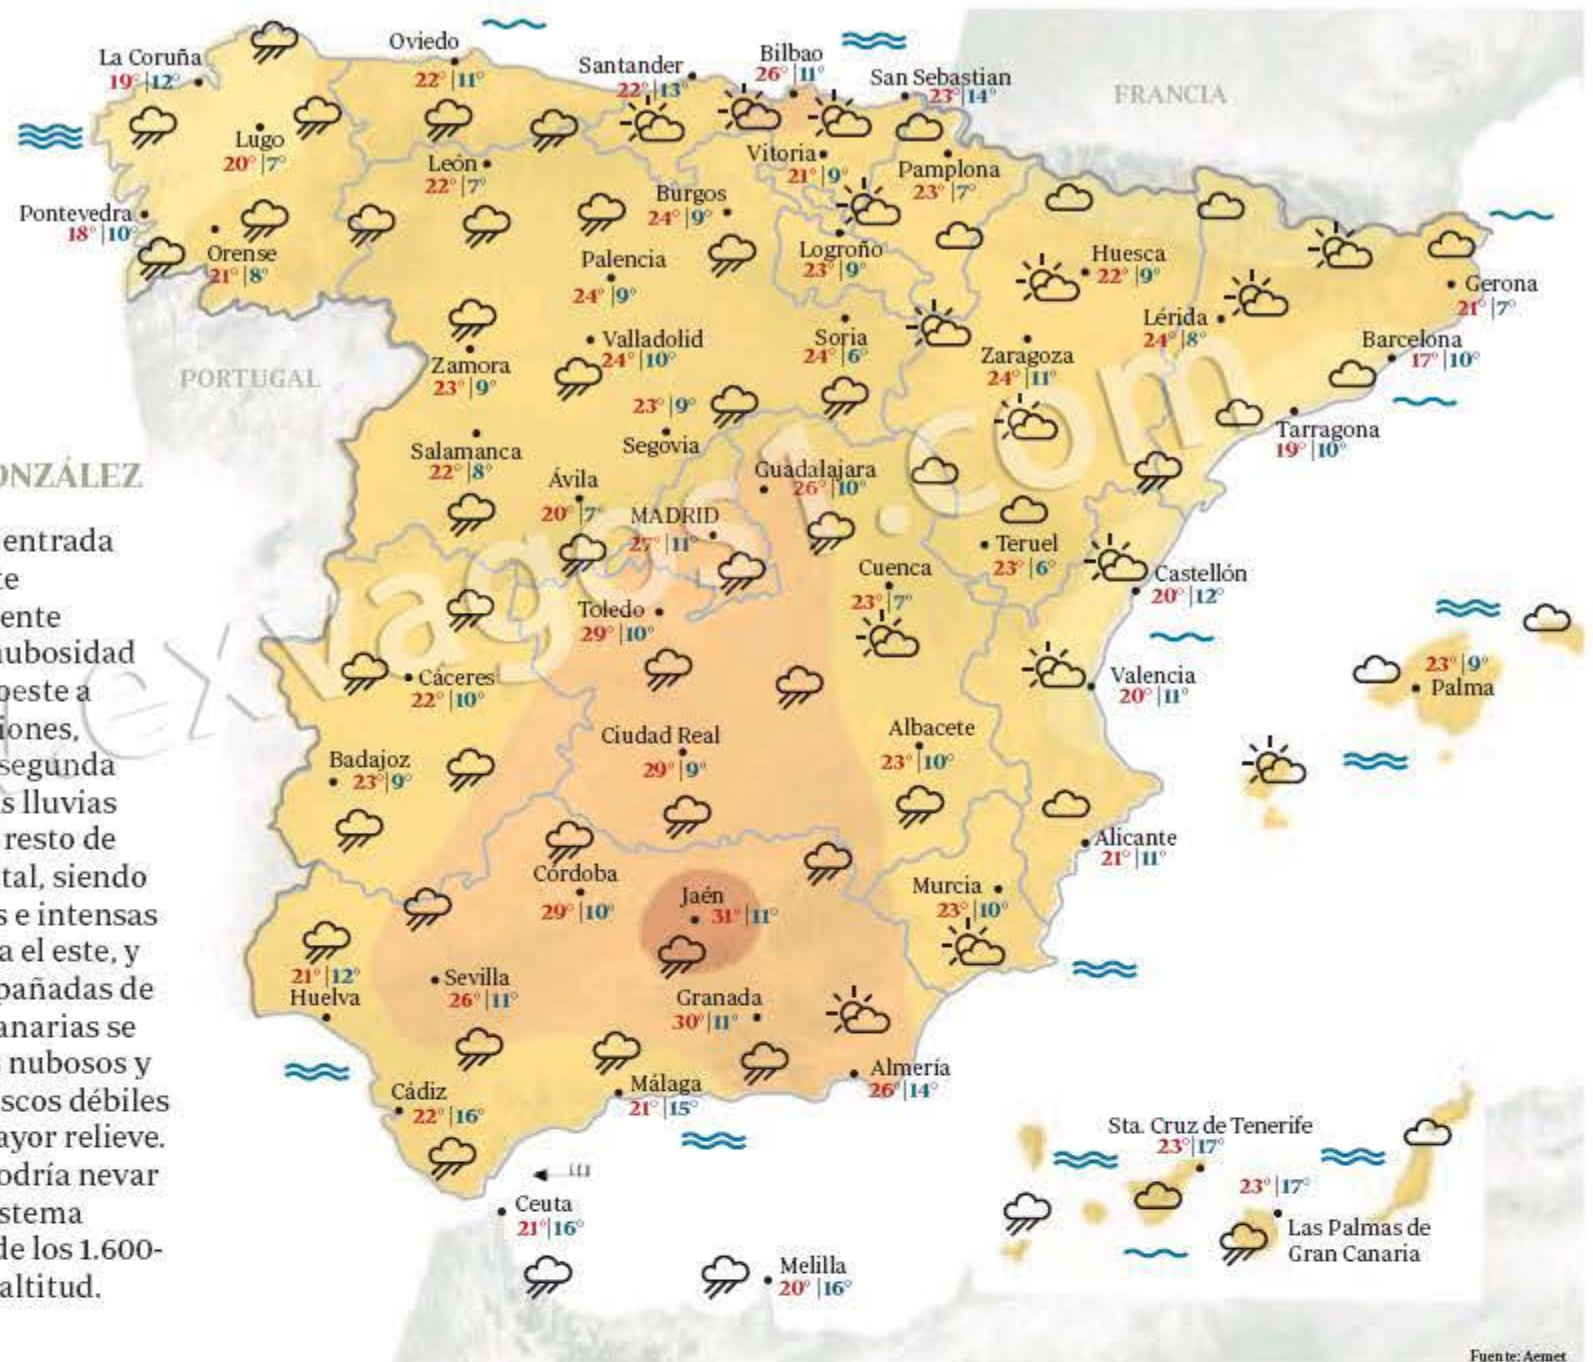 La Coruña
19°|12°
Oviedo
22°|11°
Santander
22°|13°
Bilbao
26°|11°
San Sebastian
23°|14°
FRANCIA
Lugo
20°|7°
León
22°|7°
Vitoria
21°|9°
Pamplona
23°|7°
Burgos
24°|9°
Pontevedra
18°|10°
Orense
21°|8°
Palencia
24°|9°
Logroño
23°|9°
Huesca
22°|9°
Gerona
21°|7°
Lérida
24°|8°
Barcelona
17°|10°
Zamora
23°|9°
Valladolid
24°|10°
Soria
24°|6°
Zaragoza
24°|11°
PORTUGAL
23°|9°
Segovia
Tarragona
19°|10°
Salamanca
22°|8°
Ávila
20°|7°
MADRID
27°|11°
Guadalajara
26°|10°
Teruel
23°|6°
Cuenca
23°|7°
Castellón
20°|12°
Toledo
29°|10°
Cáceres
22°|10°
Valencia
20°|11°
23°|9°
Palma
Ciudad Real
29°|9°
Albacete
23°|10°
Badajoz
23°|9°
Alicante
21°|11°
Córdoba
29°|10°
Jaén
31°|11°
Murcia
23°|10°
21°|12°
Huelva
Sevilla
26°|11°
Granada
30°|11°
Almería
26°|14°
Cádiz
22°|16°
Málaga
21°|15°
Ceuta
21°|16°
Melilla
20°|16°
Sta. Cruz de Tenerife
23°|17°
23°|17°
Las Palmas de
Gran Canaria
Fuente: Aemet
ONZÁLEZ
entrada
te
ente
nubosidad
oeste a
iones,
segunda
as lluvias
resto de
tal, siendo
s e intensas
a el este, y
pañadas de
anarias se
s nubosos y
scos débiles
ayor relieve.
odría nevar
stema
de los 1.600-
altitud.
exvagos1.com